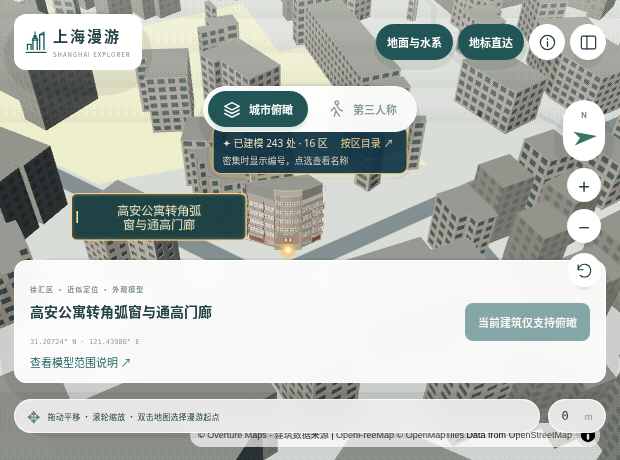 上海漫游
SHANGHAI EXPLORER
地面与水系
地标直达
城市俯瞰
第三人称
N
✦ 已建模 243 处 · 16 区 按区目录 ↗
密集时显示编号，点选查看名称
高安公寓转角弧
窗与通高门廊
徐汇区 · 近似定位 · 外观模型
高安公寓转角弧窗与通高门廊
当前建筑仅支持俯瞰
31.20724° N · 121.43980° E
查看模型范围说明 ↗
拖动平移 · 滚轮缩放 · 双击地图选择漫游起点
0 m
© Overture Maps · 建筑数据来源 | OpenFreeMap © OpenMapTiles Data from OpenStreetMap